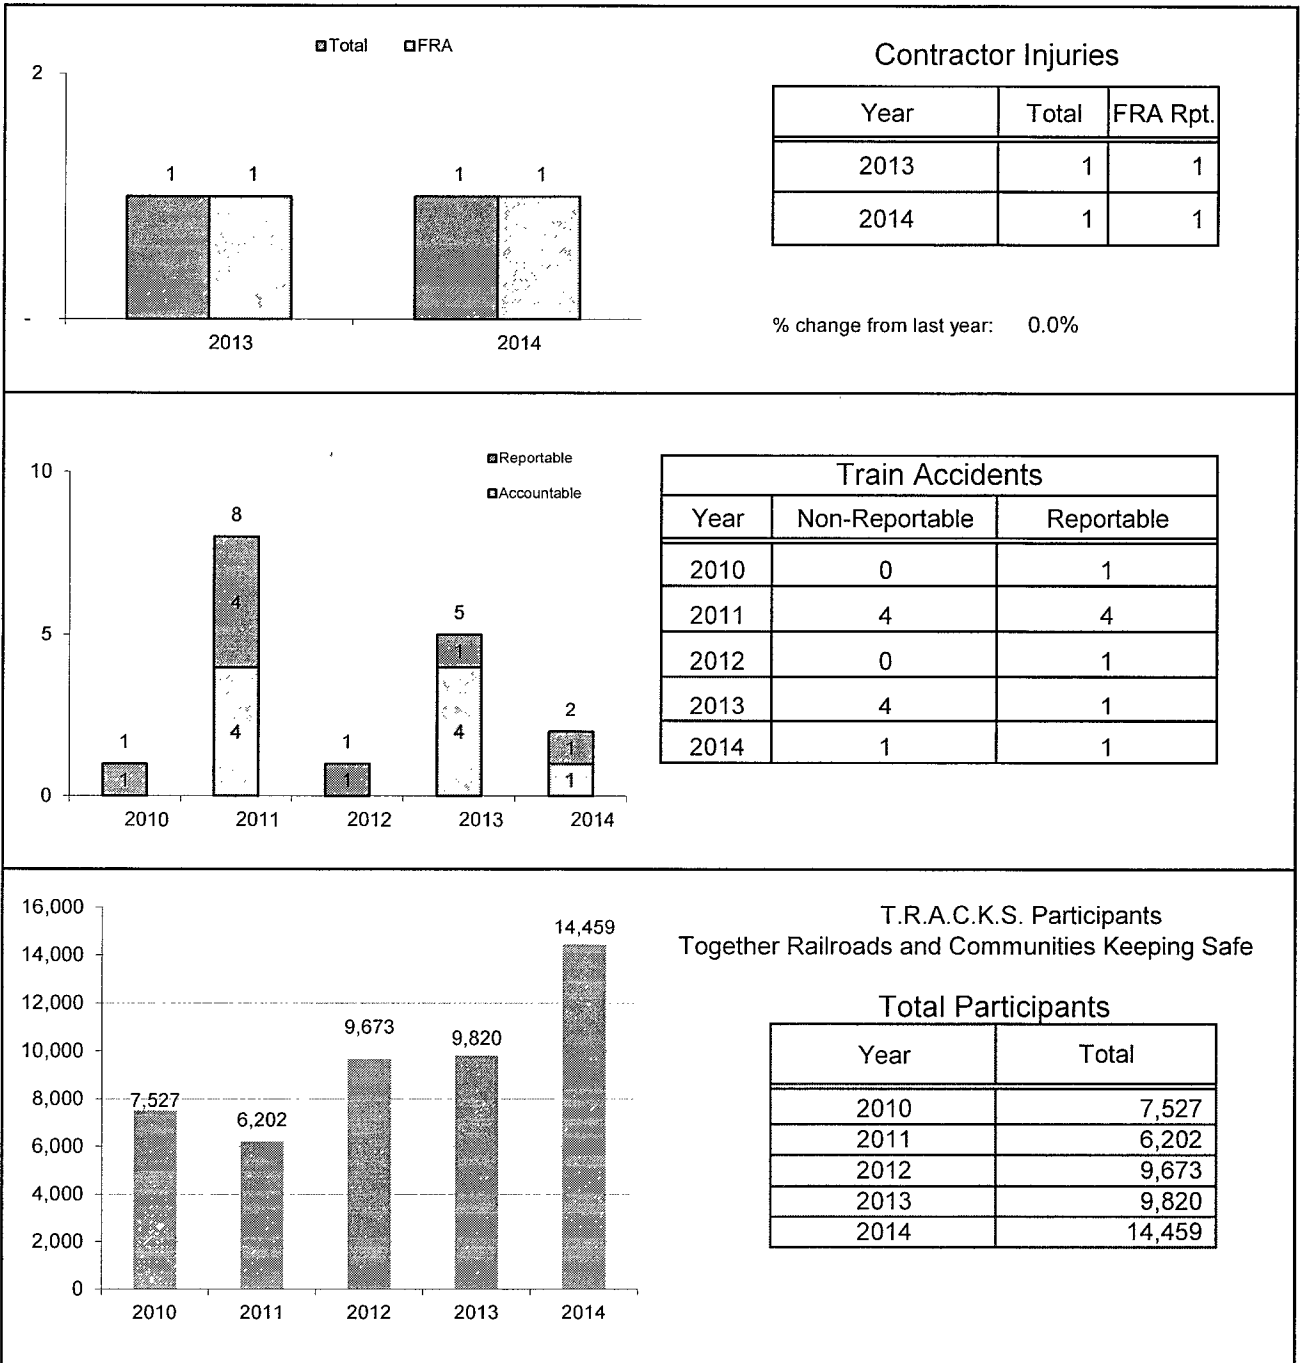 Total FRA
2
1 1 1 1
-
2013 2014
Contractor Injuries
Year Total FRA Rpt.
2013 1 1
2014 1 1
% change from last year: 0.0%
Reportable
Accountable
10
8
4
5
5
1
2
1 4 1 4 1
1 1 1
0
2010 2011 2012 2013 2014
Train Accidents
Year Non-Reportable Reportable
2010 0 1
2011 4 4
2012 0 1
2013 4 1
2014 1 1
16,000
14,459
14,000
12,000
9,673
9,820
10,000
8,000
7,527
6,202
6,000
4,000
2,000
0
2010 2011 2012 2013 2014
T.R.A.C.K.S. Participants
Together Railroads and Communities Keeping Safe
Total Participants
Year Total
2010 7,527
2011 6,202
2012 9,673
2013 9,820
2014 14,459